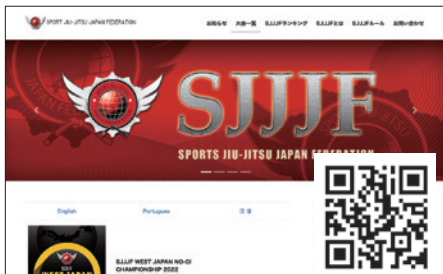 SPORT JIU-JITSU JAPAN FEDERATION
お知らせ 大会一覧 SJJJFランキング SJJJFとは SJJJFルール お問い合わせ
SJJJF
SPORTS JIU-JITSU JAPAN FEDERATION
English Portugues
SJJJF WEST JAPAN NO-GI
CHAMPIONSHIP 2022
WEST JAPAN